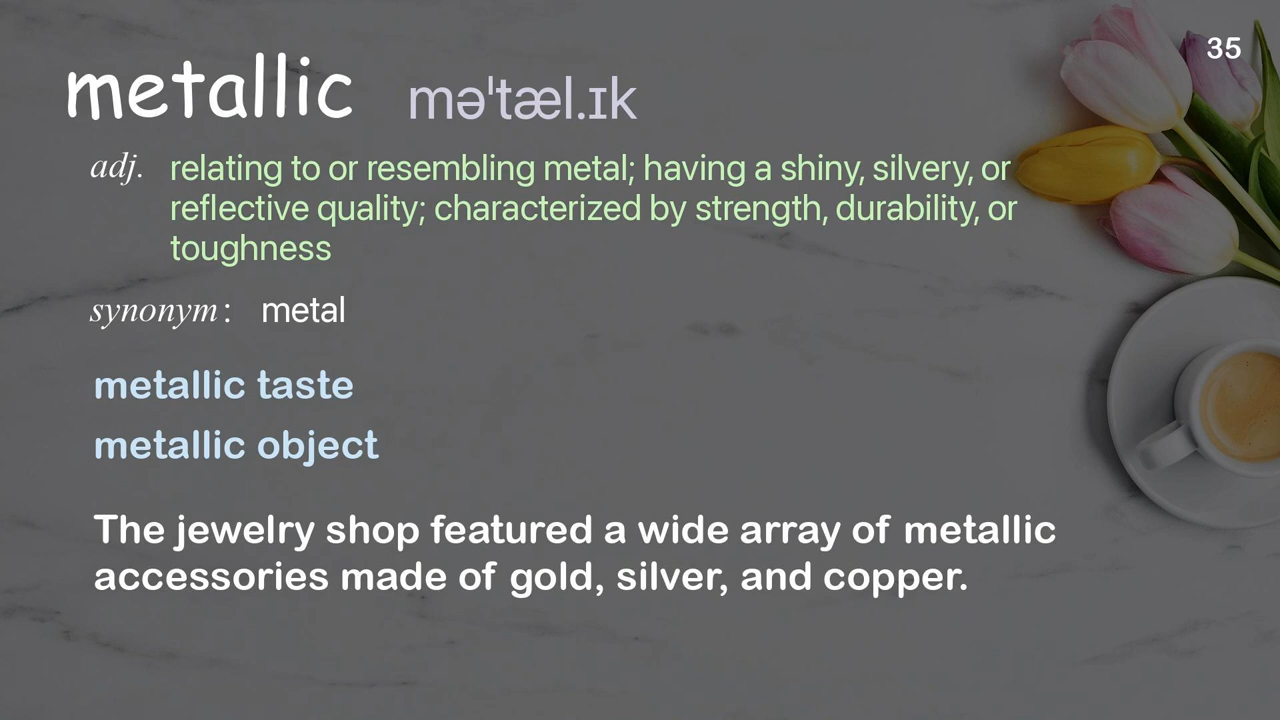 35
metallic məˈtæl.ɪk
adj. relating to or resembling metal; having a shiny, silvery, or
reflective quality; characterized by strength, durability, or
toughness
synonym: metal
metallic taste
metallic object
The jewelry shop featured a wide array of metallic
accessories made of gold, silver, and copper.